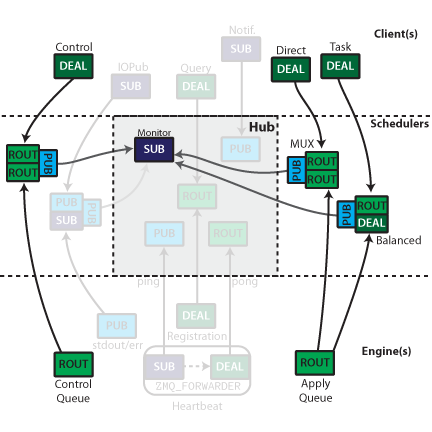 Notif.
Client(s)
Control
SUB
Direct
Task
DEAL
IOPub
Query
DEAL
DEAL
SUB
DEAL
Schedulers
Hub
Monitor
SUB
PUB
MUX
ROUT
PUB
ROUT
PUB
ROUT
ROUT
ROUT
PUB
PUB
SUB
ROUT
PUB
ROUT
DEAL
PUB
ROUT
Balanced
ping
pong
DEAL
PUB
Registration
stdout/err
Engine(s)
ROUT
SUB
DEAL
ROUT
Control
Queue
ZMQ_FORWARDER
Apply
Queue
Heartbeat